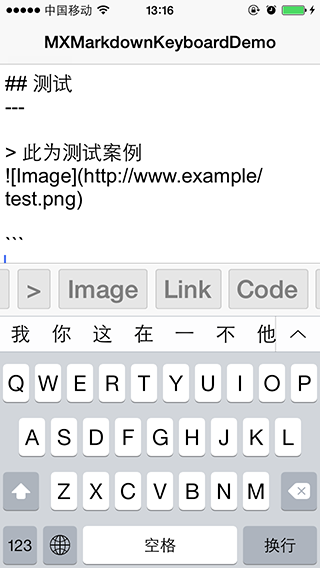 中国移动 13:16
MXMarkdownKeyboardDemo
## 测试
---
> 此为测试案例
![Image](http://www.example/
test.png)
```
> Image Link Code
我 你 这 在 一 不 他
Q W E R T Y U I O P
A S D F G H J K L
Z X C V B N M
123 空格 换行